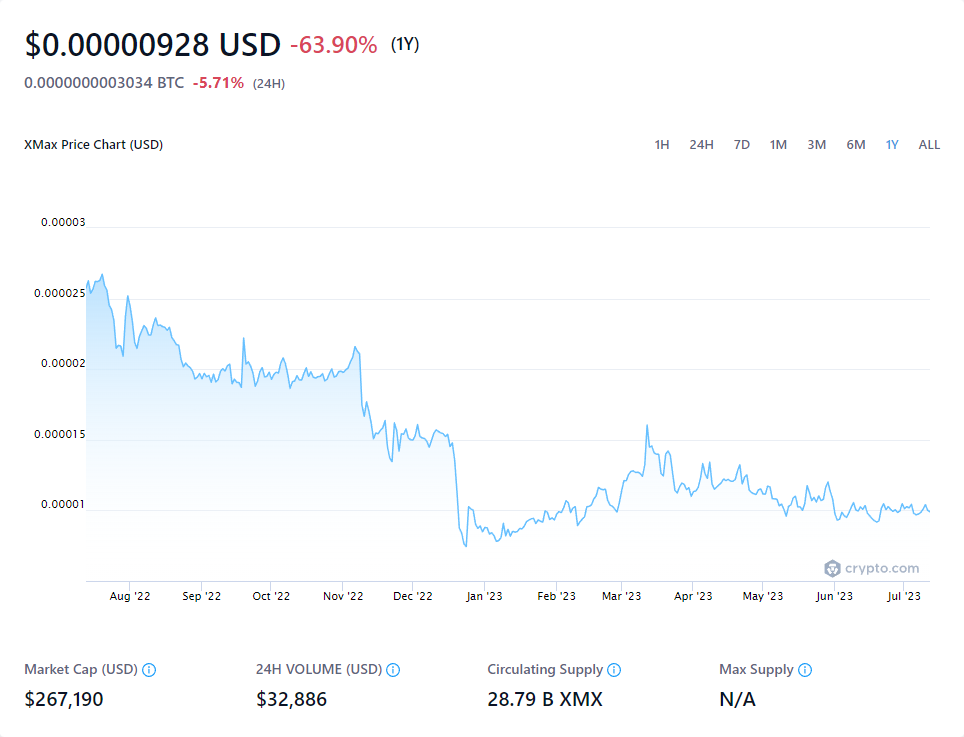 $0.00000928 USD -63.90% (1Y)
0.0000000003034 BTC -5.71% (24H)
XMax Price Chart (USD) 1H 24H 7D 1M 3M 6M 1Y ALL
0.00003
0.000025
0.00002
0.000015
0.00001
crypto.com
Aug '22 Sep '22 Oct '22 Nov '22 Dec '22 Jan '23 Feb '23 Mar '23 Apr '23 May '23 Jun '23 Jul '23
Market Cap (USD) 24H VOLUME (USD) Circulating Supply Max Supply
$267,190 $32,886 28.79 B XMX N/A